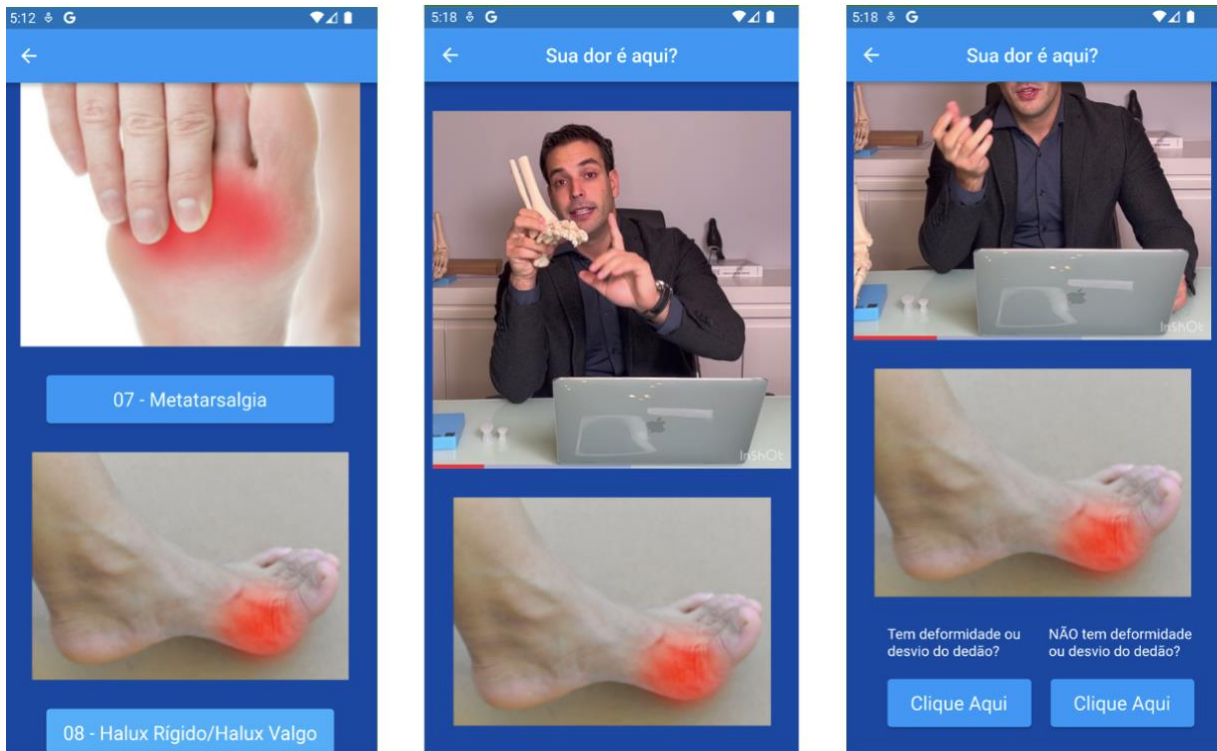 5:12 G
07 - Metatarsalgia
08 - Halux Rígido/Halux Valgo
5:18 G
Sua dor é aqui?
InShOt
5:18 G
Sua dor é aqui?
InShOt
Tem deformidade ou
desvio do dedão?
Clique Aqui
NÃO tem deformidade
ou desvio do dedão?
Clique Aqui